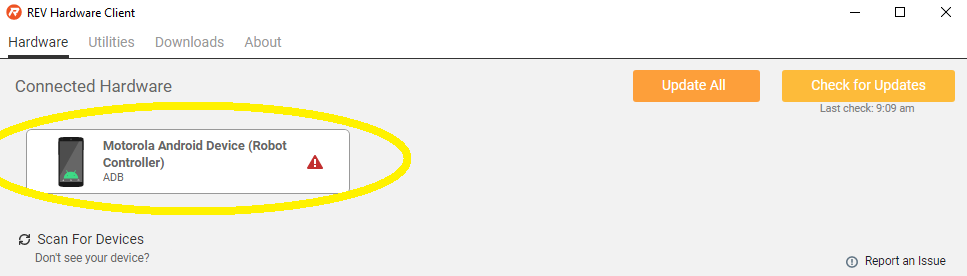 REV Hardware Client
Hardware Utilities Downloads About
Connected Hardware
Update All
Check for Updates
Last check: 9:09 am
Motorola Android Device (Robot
Controller)
ADB
Scan For Devices
Don't see your device?
Report an Issue